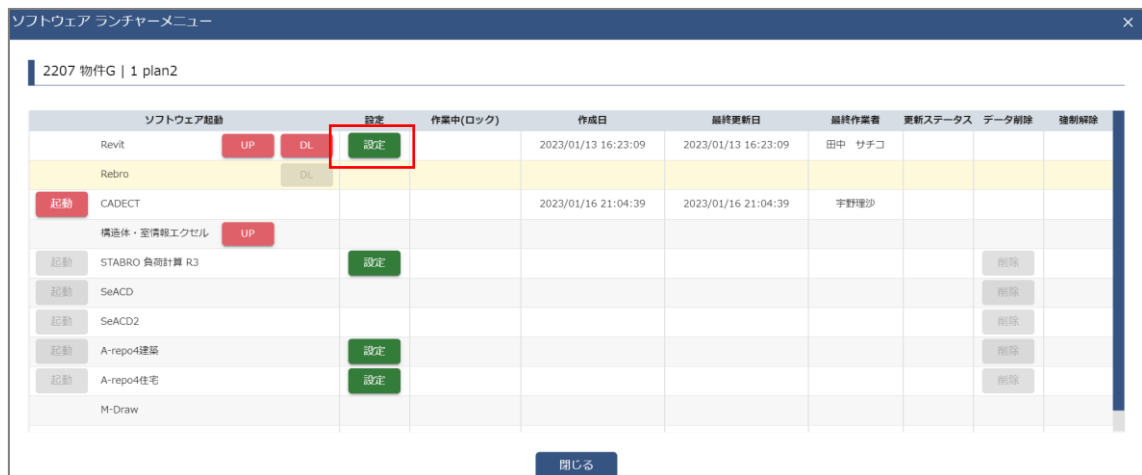 ソフトウェア ランチャーメニュー ×
2207 物件G | 1 plan2
ソフトウェア起動 設定 作業中(ロック) 作成日 最終更新日 最終作業者 更新ステータス データ削除 強制解除
Revit UP DL 設定 2023/01/13 16:23:09 2023/01/13 16:23:09 田中 サチコ
Rebro DL
起動 CADECT 2023/01/16 21:04:39 2023/01/16 21:04:39 宇野理沙
構造体・室情報エクセル UP
起動 STABRO 負荷計算 R3 設定 削除
起動 SeACD 削除
起動 SeACD2 削除
起動 A-repo4建築 設定 削除
起動 A-repo4住宅 設定 削除
M-Draw
閉じる